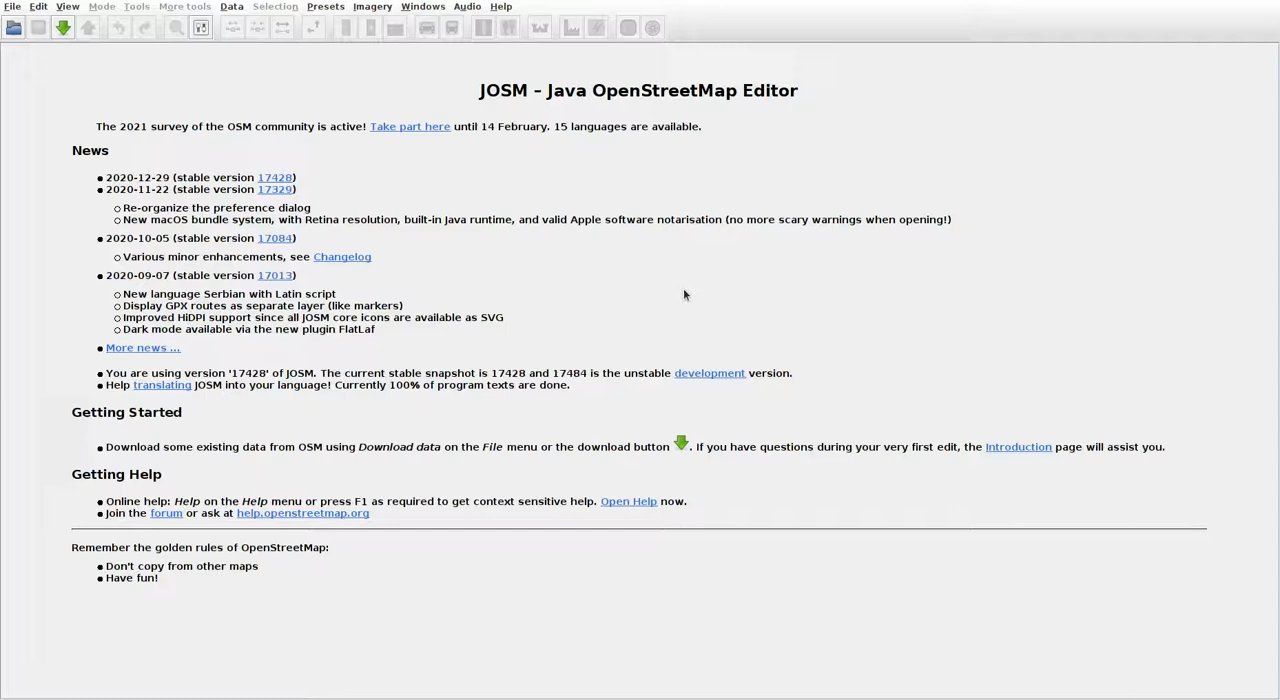 File Edit View Mode Tools More tools Data Selection Presets Imagery Windows Audio Help
JOSM – Java OpenStreetMap Editor
The 2021 survey of the OSM community is active! Take part here until 14 February. 15 languages are available.
News
2020-12-29 (stable version 17428)
2020-11-22 (stable version 17329)
Re-organize the preference dialog
New macOS bundle system, with Retina resolution, built-in Java runtime, and valid Apple software notarisation (no more scary warnings when opening!)
2020-10-05 (stable version 17084)
Various minor enhancements, see Changelog
2020-09-07 (stable version 17013)
New language Serbian with Latin script
Display GPX routes as separate layer (like markers)
Improved HiDPI support since all JOSM core icons are available as SVG
Dark mode available via the new plugin FlatLaf
More news ...
You are using version '17428' of JOSM. The current stable snapshot is 17428 and 17484 is the unstable development version.
Help translating JOSM into your language! Currently 100% of program texts are done.
Getting Started
Download some existing data from OSM using Download data on the File menu or the download button . If you have questions during your very first edit, the Introduction page will assist you.
Getting Help
Online help: Help on the Help menu or press F1 as required to get context sensitive help. Open Help now.
Join the forum or ask at help.openstreetmap.org
Remember the golden rules of OpenStreetMap:
Don't copy from other maps
Have fun!